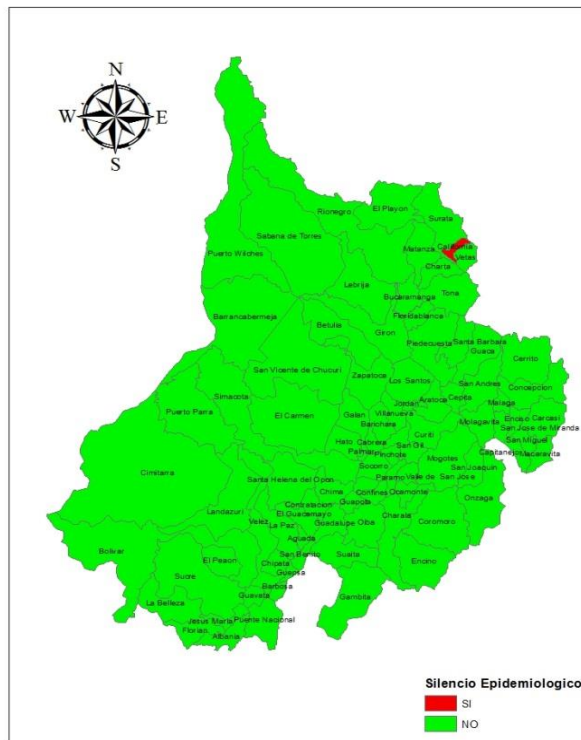 N
W E
S
El Playon
Rionegro
Surata
Sabana de Torres
Matanza California
Puerto Wilches
Vetas
Charta
Lebrija
Tona
Bucaramanga
Barrancabermeja
Floridablanca
Betulia
Giron
Piedecuesta
Santa Barbara
Guaca
Cerrito
San Vicente de Chucuri
Zapatoca
Los Santos
San Andres
Concepcion
Simacota
Jordan
Aratoca
Cepita
Malaga
Puerto Parra
El Carmen
Galan
Villanueva
Barichara
Molagavita
Enciso
Carcasi
San Jose de Miranda
Hato
Cabrera
Curiti
San Gil
San Miguel
Palmar
Pinchote
Mogotes
Capitanejo
Macaravita
Cimitarra
Socorro
San Joaquin
Santa Helena del Opon
Paramo
Valle de San Jose
Chima
Confines
Ocamonte
Onzaga
Contratacion
Guapota
Landazuri
El Guacamayo
Velez
La Paz
Guadalupe
Oiba
Charala
Coromoro
Aguada
Bolivar
San Benito
Suaita
El Peñon
Chipata
Encino
Sucre
Guepsa
Barbosa
Guavata
Gambita
La Belleza
Jesus Maria
Puente Nacional
Florian
Albania
Silencio Epidemiologico
SI
NO